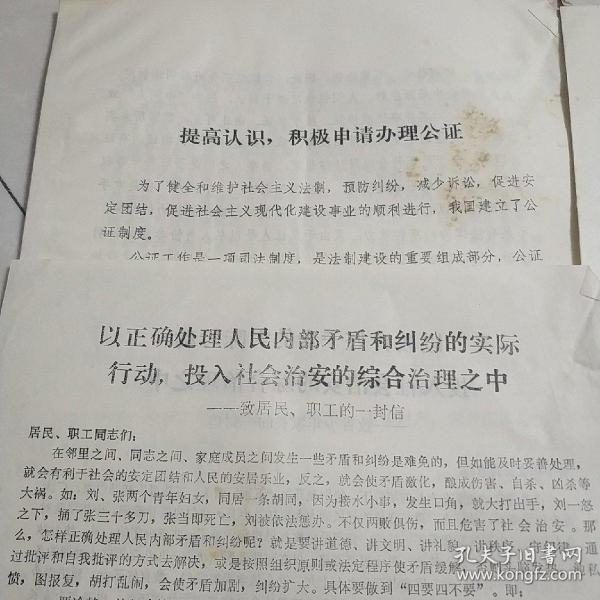 提高认识，积极申请办理公证
为了健全和维护社会主义法制，预防纠纷，减少诉讼，促进安
定团结，促进社会主义现代化建设事业的顺利进行，我国建立了公
证制度。
公证工作是一项司法制度，是法制建设的重要组成部分，公证
以正确处理人民内部矛盾和纠纷的实际
行动，投入社会治安的综合治理之中
——致居民、职工的一封信
居民、职工同志们：
在邻里之间、同志之间、家庭成员之间发生一些矛盾和纠纷是难免的，但如能及时妥善处理，
就会有利于社会的安定团结和人民的安居乐业，反之，就会使矛盾激化，酿成伤害、自杀、凶杀等
大祸。如：刘、张两个青年妇女，同居一条胡同，因为接水小事，发生口角，就大打出手，刘一怒
之下，捅了张三十多刀，张当即死亡，刘被依法惩办。不仅两败俱伤，而且危害了社会治安。那
么，怎样正确处理人民内部矛盾和纠纷呢？就是要讲道德、讲文明、讲礼貌、讲秩序、守纪律，通
过批评和自我批评的方式去解决，或是按照组织原则或法定程序使矛盾缓解，
私
愤，图报复，胡打乱闹，会使矛盾加剧，纠纷扩大。具体要做到“四要四不要”。即：
孔夫子旧书网